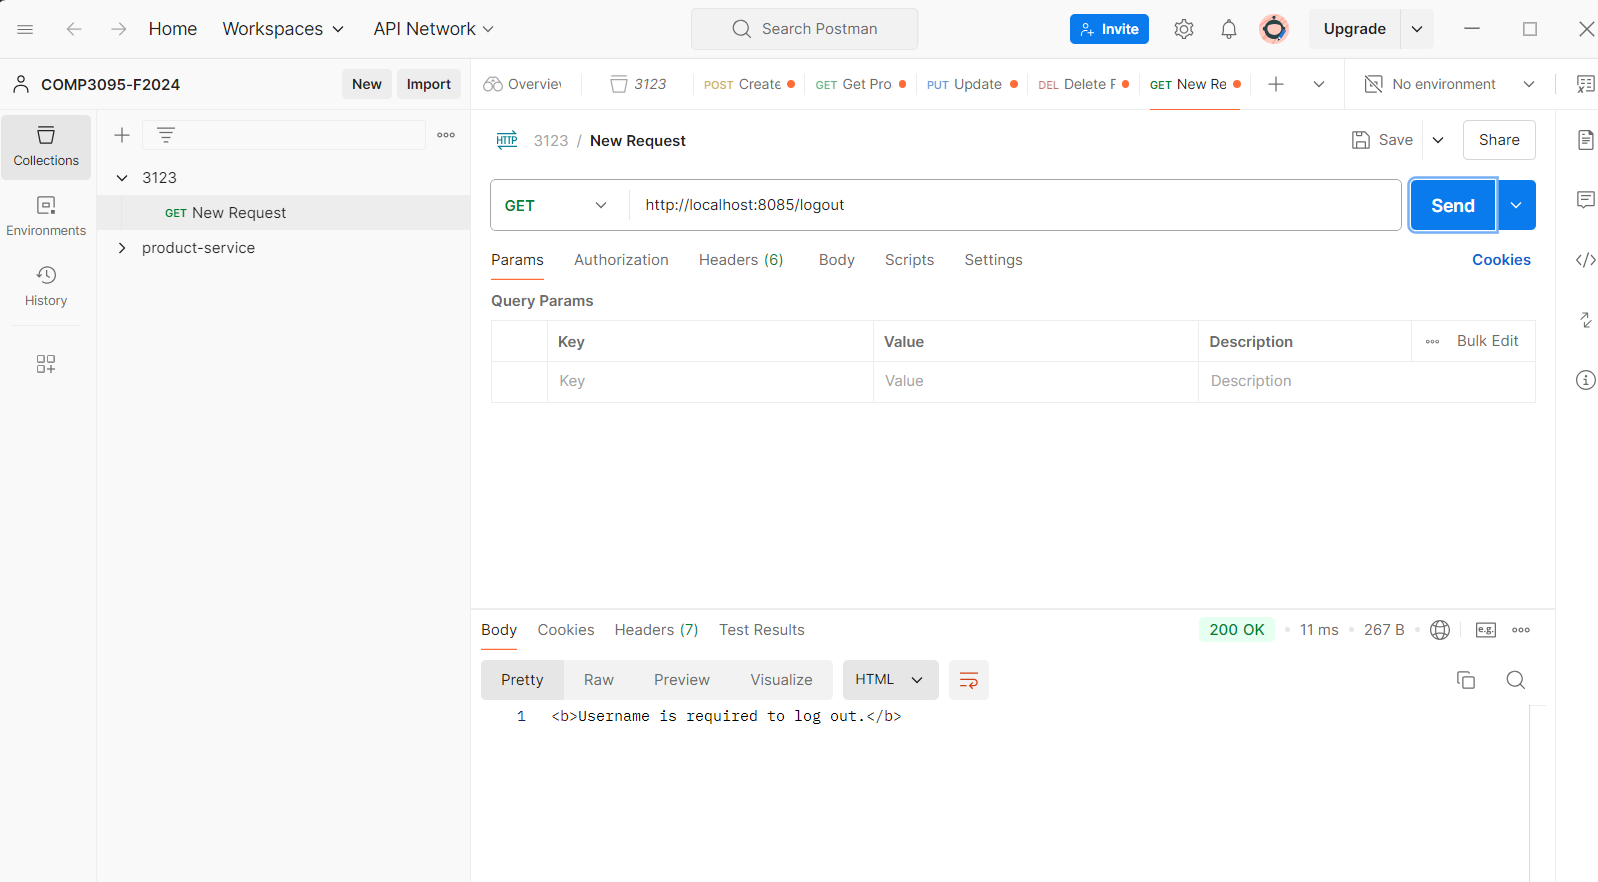 Home Workspaces API Network Search Postman Invite Upgrade
COMP3095-F2024 New Import
Overvie 3123 POST Create GET Get Pro PUT Update DEL Delete GET New Re No environment
Collections
Environments
History
3123
GET New Request
product-service
HTTP 3123 / New Request Save Share
GET http://localhost:8085/logout Send
Params Authorization Headers (6) Body Scripts Settings Cookies
Query Params
Key Value Description Bulk Edit
Key Value Description
Body Cookies Headers (7) Test Results 200 OK 11 ms 267 B e.g.
Pretty Raw Preview Visualize HTML
1 <b>Username is required to log out.</b>